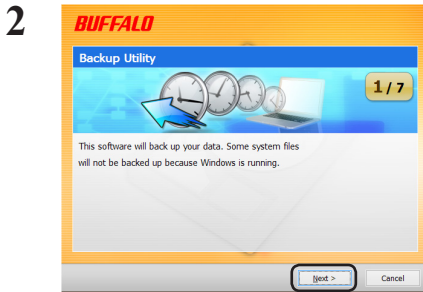 2
BUFFALO
Backup Utility
1 / 7
This software will back up your data. Some system files
will not be backed up because Windows is running.
Next >
Cancel